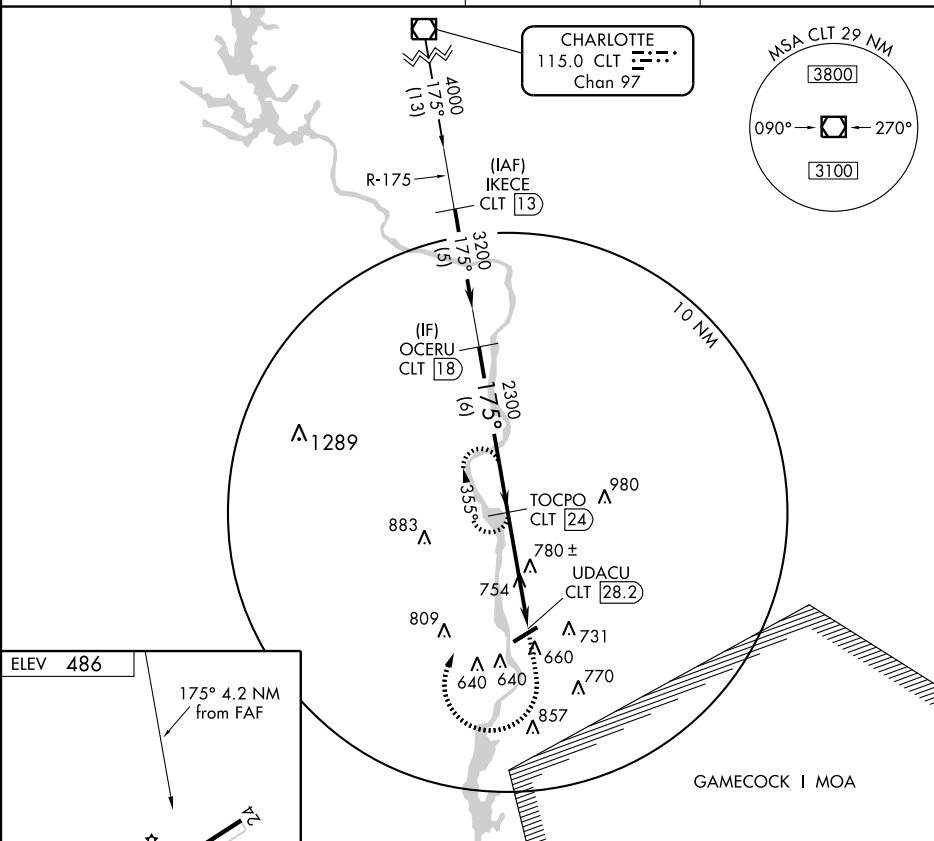 CHARLOTTE
115.0 CLT
Chan 97
MSA CLT 29 NM
3800
090°
270°
3100
4000
175°
(13)
R-175
(IAF)
IKECE
CLT 13
3200
175°
(5)
10 NM
(IF)
OCERU
CLT 18
2300
175°
(6)
1289
355°
TOCPO
CLT 24
980
883
780 ±
754
UDACU
CLT 28.2
809
731
660
640
640
770
857
ELEV 486
175° 4.2 NM
from FAF
24
GAMECOCK I MOA